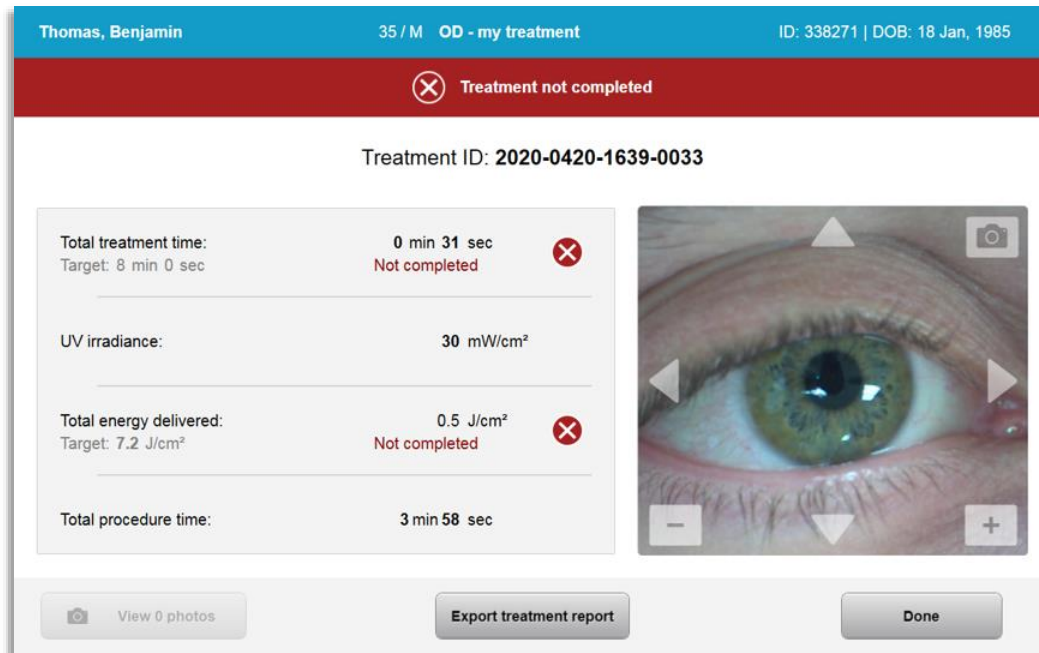 Thomas, Benjamin 35 / M OD - my treatment ID: 338271 | DOB: 18 Jan, 1985
Treatment not completed
Treatment ID: 2020-0420-1639-0033
Total treatment time: 0 min 31 sec
Target: 8 min 0 sec Not completed
UV irradiance: 30 mW/cm²
Total energy delivered: 0.5 J/cm²
Target: 7.2 J/cm² Not completed
Total procedure time: 3 min 58 sec
View 0 photos Export treatment report Done